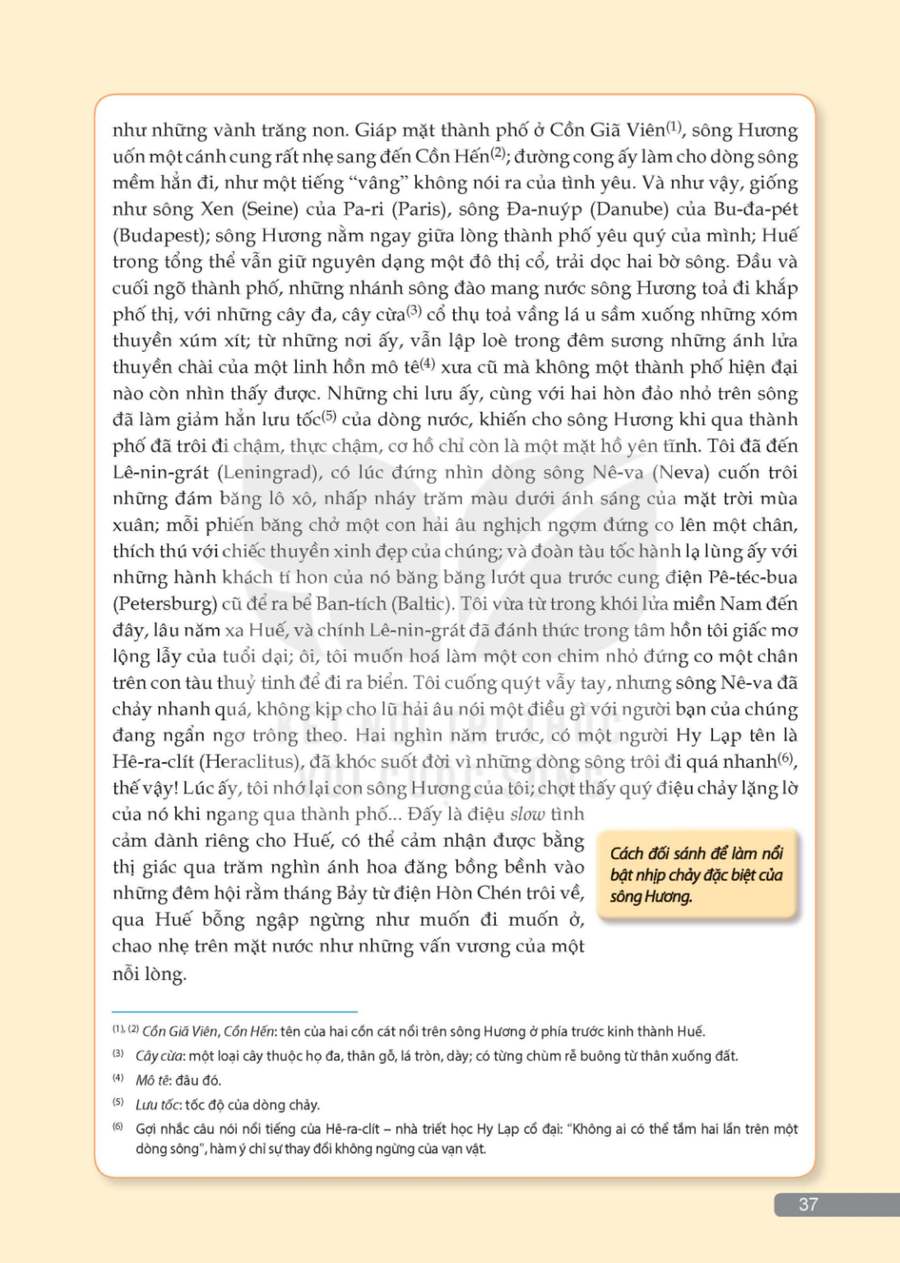 như những vành trăng non. Giáp mặt thành phố ở Cồn Giã Viên(1), sông Hương
uốn một cánh cung rất nhẹ sang đến Cồn Hến(2); đường cong ấy làm cho dòng sông
mềm hẳn đi, như một tiếng “vâng” không nói ra của tình yêu. Và như vậy, giống
như sông Xen (Seine) của Pa-ri (Paris), sông Đa-nuýp (Danube) của Bu-đa-pét
(Budapest); sông Hương nằm ngay giữa lòng thành phố yêu quý của mình; Huế
trong tổng thể vẫn giữ nguyên dạng một đô thị cổ, trải dọc hai bờ sông. Đầu và
cuối ngõ thành phố, những nhánh sông đào mang nước sông Hương toả đi khắp
phố thị, với những cây đa, cây cừa(3) cổ thụ toả vầng lá u sầm xuống những xóm
thuyền xúm xít; từ những nơi ấy, vẫn lập loè trong đêm sương những ánh lửa
thuyền chài của một linh hồn mô tê(4) xưa cũ mà không một thành phố hiện đại
nào còn nhìn thấy được. Những chi lưu ấy, cùng với hai hòn đảo nhỏ trên sông
đã làm giảm hẳn lưu tốc(5) của dòng nước, khiến cho sông Hương khi qua thành
phố đã trôi đi chậm, thực chậm, cơ hồ chỉ còn là một mặt hồ yên tĩnh. Tôi đã đến
Lê-nin-grát (Leningrad), có lúc đứng nhìn dòng sông Nê-va (Neva) cuốn trôi
những đám băng lô xô, nhấp nháy trăm màu dưới ánh sáng của mặt trời mùa
xuân; mỗi phiến băng chở một con hải âu nghịch ngợm đứng co lên một chân,
thích thú với chiếc thuyền xinh đẹp của chúng; và đoàn tàu tốc hành lạ lùng ấy với
những hành khách tí hon của nó băng băng lướt qua trước cung điện Pê-téc-bua
(Petersburg) cũ để ra bể Ban-tích (Baltic). Tôi vừa từ trong khói lửa miền Nam đến
đây, lâu năm xa Huế, và chính Lê-nin-grát đã đánh thức trong tâm hồn tôi giấc mơ
lộng lẫy của tuổi dại; ôi, tôi muốn hoá làm một con chim nhỏ đứng co một chân
trên con tàu thuỷ tinh để đi ra biển. Tôi cuống quýt vẫy tay, nhưng sông Nê-va đã
chảy nhanh quá, không kịp cho lũ hải âu nói một điều gì với người bạn của chúng
đang ngẩn ngơ trông theo. Hai nghìn năm trước, có một người Hy Lạp tên là
Hê-ra-clít (Heraclitus), đã khóc suốt đời vì những dòng sông trôi đi quá nhanh(6),
thế vậy! Lúc ấy, tôi nhớ lại con sông Hương của tôi; chợt thấy quý điệu chảy lặng lờ
của nó khi ngang qua thành phố... Đấy là điệu slow tình
cảm dành riêng cho Huế, có thể cảm nhận được bằng
thị giác qua trăm nghìn ánh hoa đăng bồng bềnh vào
những đêm hội rằm tháng Bảy từ điện Hòn Chén trôi về,
qua Huế bỗng ngập ngừng như muốn đi muốn ở,
chao nhẹ trên mặt nước như những vấn vương của một
nỗi lòng.
Cách đối sánh để làm nổi
bật nhịp chảy đặc biệt của
sông Hương.
(1), (2) Cồn Giã Viên, Cồn Hến: tên của hai cồn cát nổi trên sông Hương ở phía trước kinh thành Huế.
(3) Cây cừa: một loại cây thuộc họ đa, thân gỗ, lá tròn, dày; có từng chùm rễ buông từ thân xuống đất.
(4) Mô tê: đâu đó.
(5) Lưu tốc: tốc độ của dòng chảy.
(6) Gợi nhắc câu nói nổi tiếng của Hê-ra-clít – nhà triết học Hy Lạp cổ đại: “Không ai có thể tắm hai lần trên một
dòng sông”, hàm ý chỉ sự thay đổi không ngừng của vạn vật.
KẾT NỐI TRI THỨC
VỚI CUỘC SỐNG
37